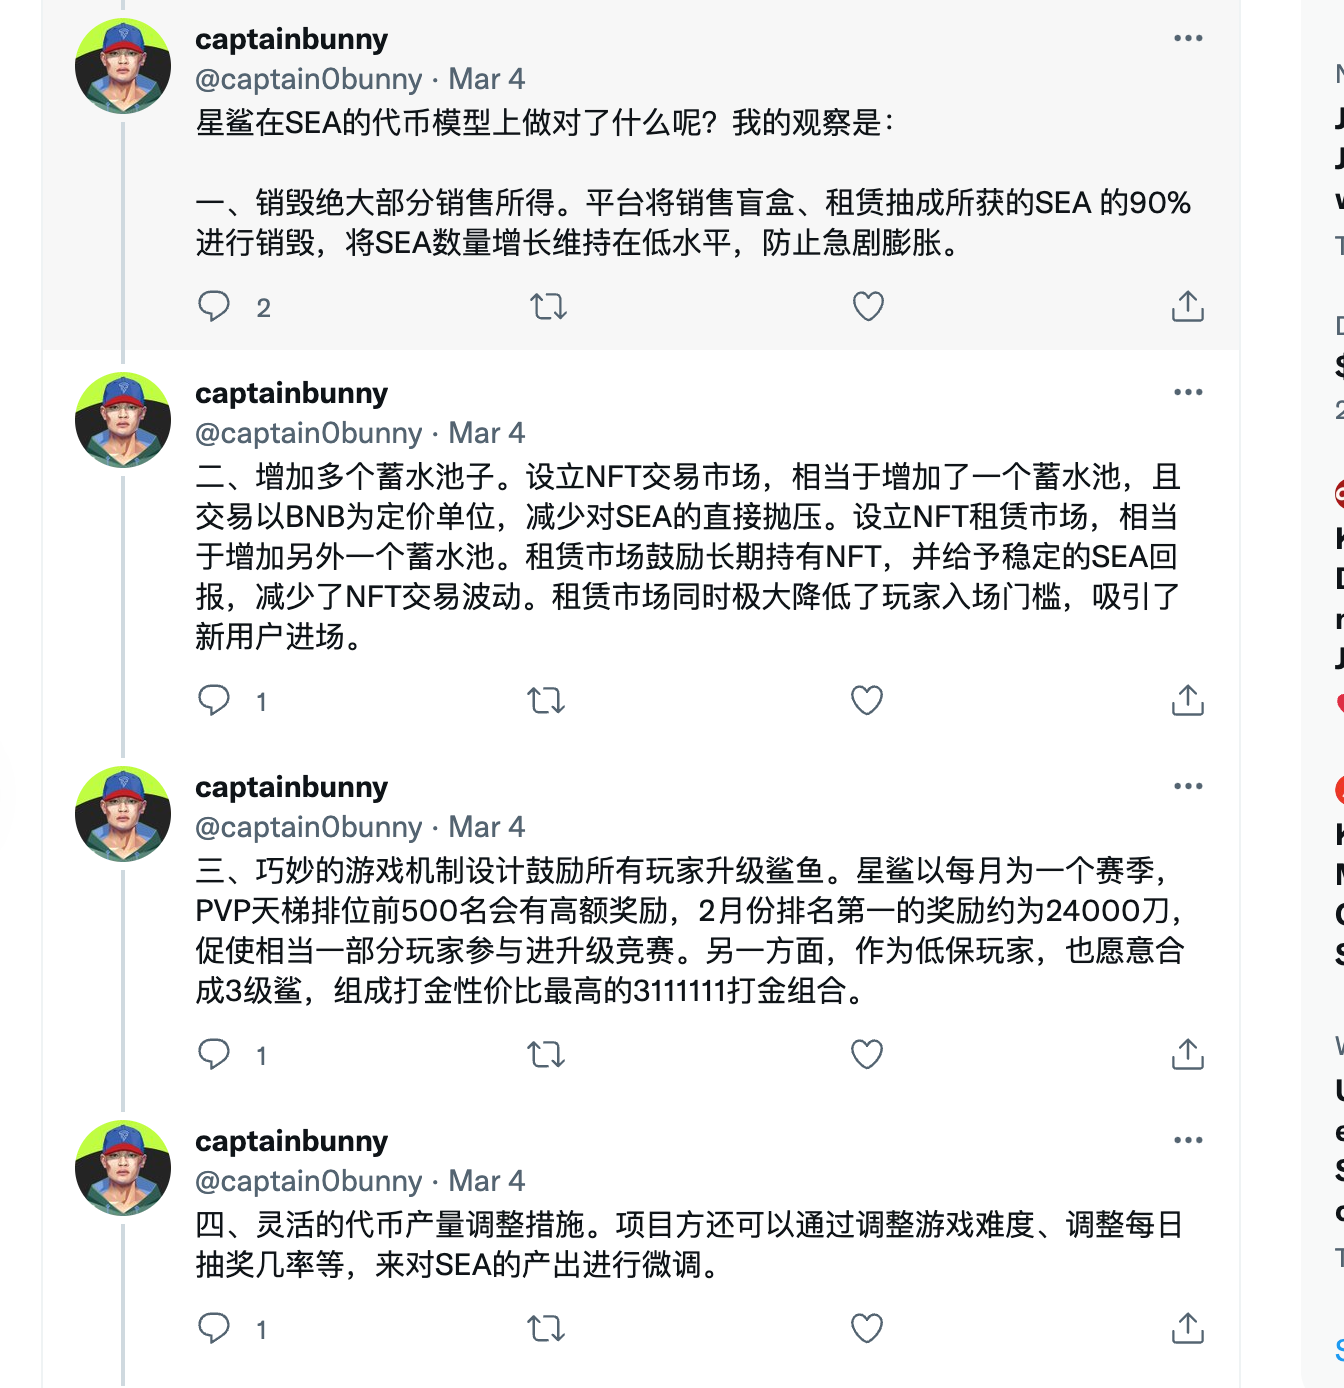 captainbunny
@captain0bunny · Mar 4
星鲨在SEA的代币模型上做对了什么呢？我的观察是：
一、销毁绝大部分销售所得。平台将销售盲盒、租赁抽成所获的SEA 的90%
进行销毁，将SEA数量增长维持在低水平，防止急剧膨胀。
2
captainbunny
@captain0bunny · Mar 4
二、增加多个蓄水池子。设立NFT交易市场，相当于增加了一个蓄水池，且
交易以BNB为定价单位，减少对SEA的直接抛压。设立NFT租赁市场，相当
于增加另外一个蓄水池。租赁市场鼓励长期持有NFT，并给予稳定的SEA回
报，减少了NFT交易波动。租赁市场同时极大降低了玩家入场门槛，吸引了
新用户进场。
1
captainbunny
@captain0bunny · Mar 4
三、巧妙的游戏机制设计鼓励所有玩家升级鲨鱼。星鲨以每月为一个赛季，
PVP天梯排位前500名会有高额奖励，2月份排名第一的奖励约为24000刀，
促使相当一部分玩家参与进升级竞赛。另一方面，作为低保玩家，也愿意合
成3级鲨，组成打金性价比最高的3111111打金组合。
1
captainbunny
@captain0bunny · Mar 4
四、灵活的代币产量调整措施。项目方还可以通过调整游戏难度、调整每日
抽奖几率等，来对SEA的产出进行微调。
1